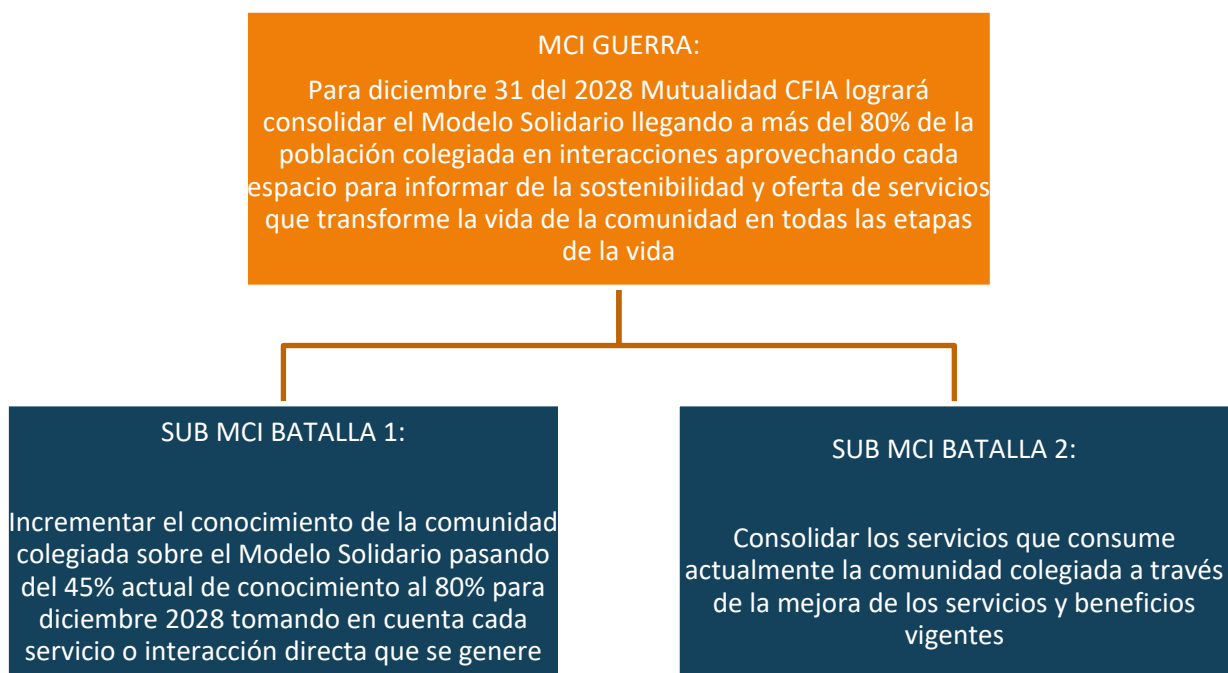 MCI GUERRA:
Para diciembre 31 del 2028 Mutualidad CFIA logrará
consolidar el Modelo Solidario llegando a más del 80% de la
población colegiada en interacciones aprovechando cada
espacio para informar de la sostenibilidad y oferta de servicios
que transforme la vida de la comunidad en todas las etapas
de la vida
SUB MCI BATALLA 1:
Incrementar el conocimiento de la comunidad
colegiada sobre el Modelo Solidario pasando
del 45% actual de conocimiento al 80% para
diciembre 2028 tomando en cuenta cada
servicio o interacción directa que se genere
SUB MCI BATALLA 2:
Consolidar los servicios que consume
actualmente la comunidad colegiada a través
de la mejora de los servicios y beneficios
vigentes